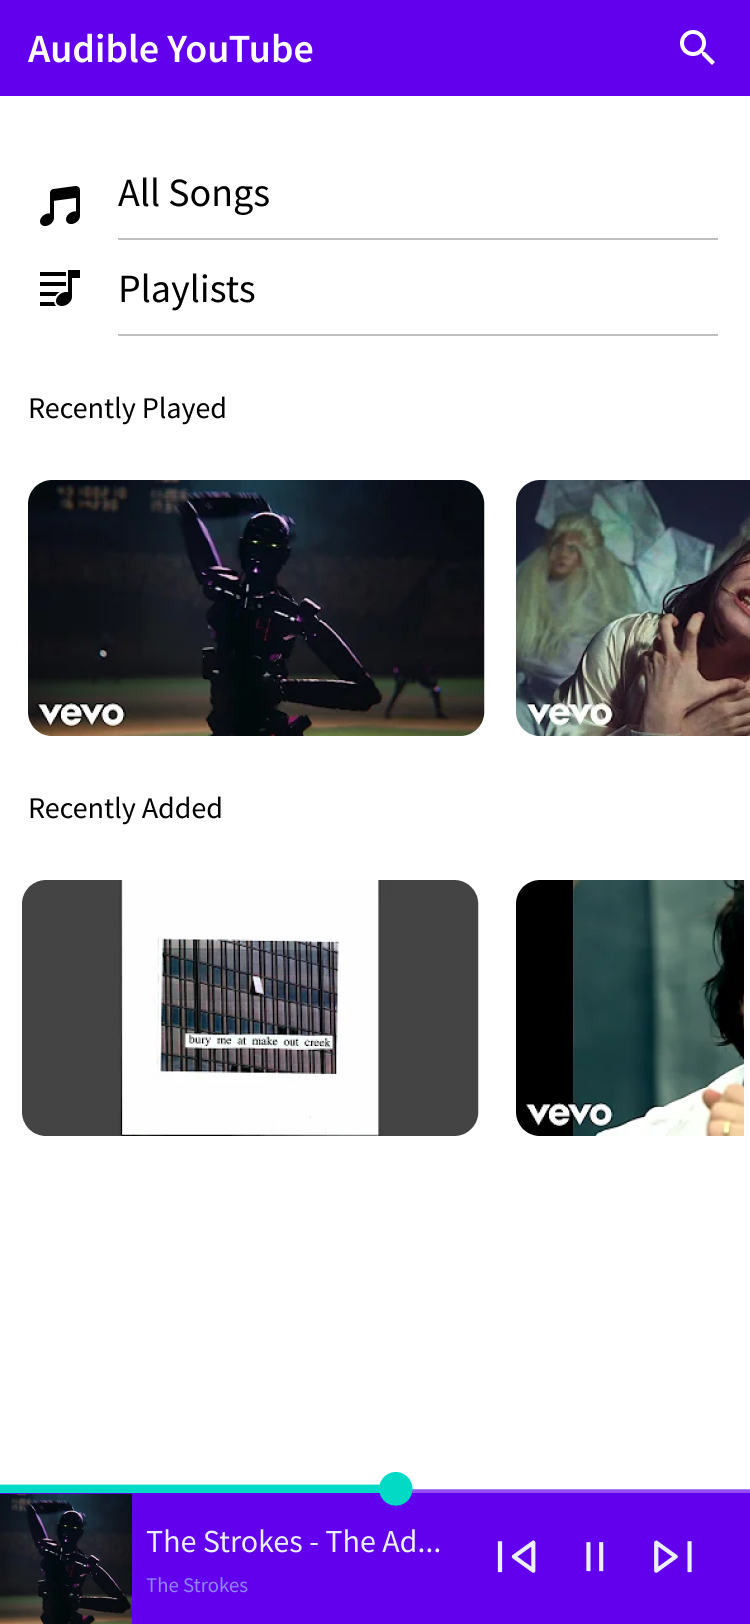 Audible YouTube
All Songs
Playlists
Recently Played
vevo
vevo
Recently Added
bury me at make out creek
vevo
The Strokes - The Ad...
The Strokes